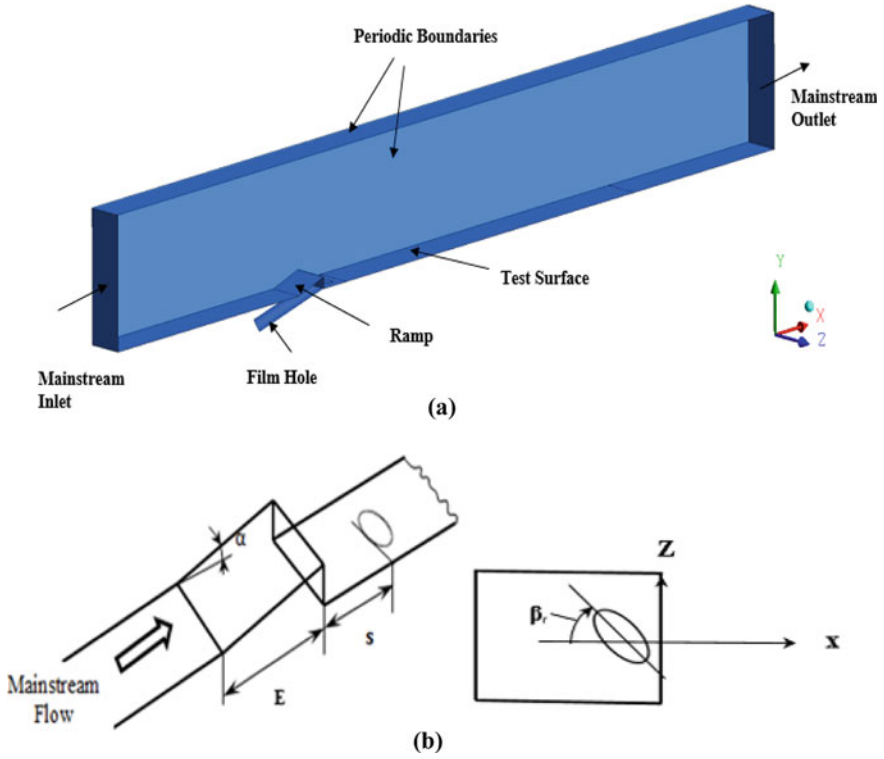 Periodic Boundaries
Mainstream
Outlet
Test Surface
Ramp
Film Hole
Mainstream
Inlet
Y
X
Z
(a)
α
Z
βr
x
s
E
Mainstream
Flow
(b)